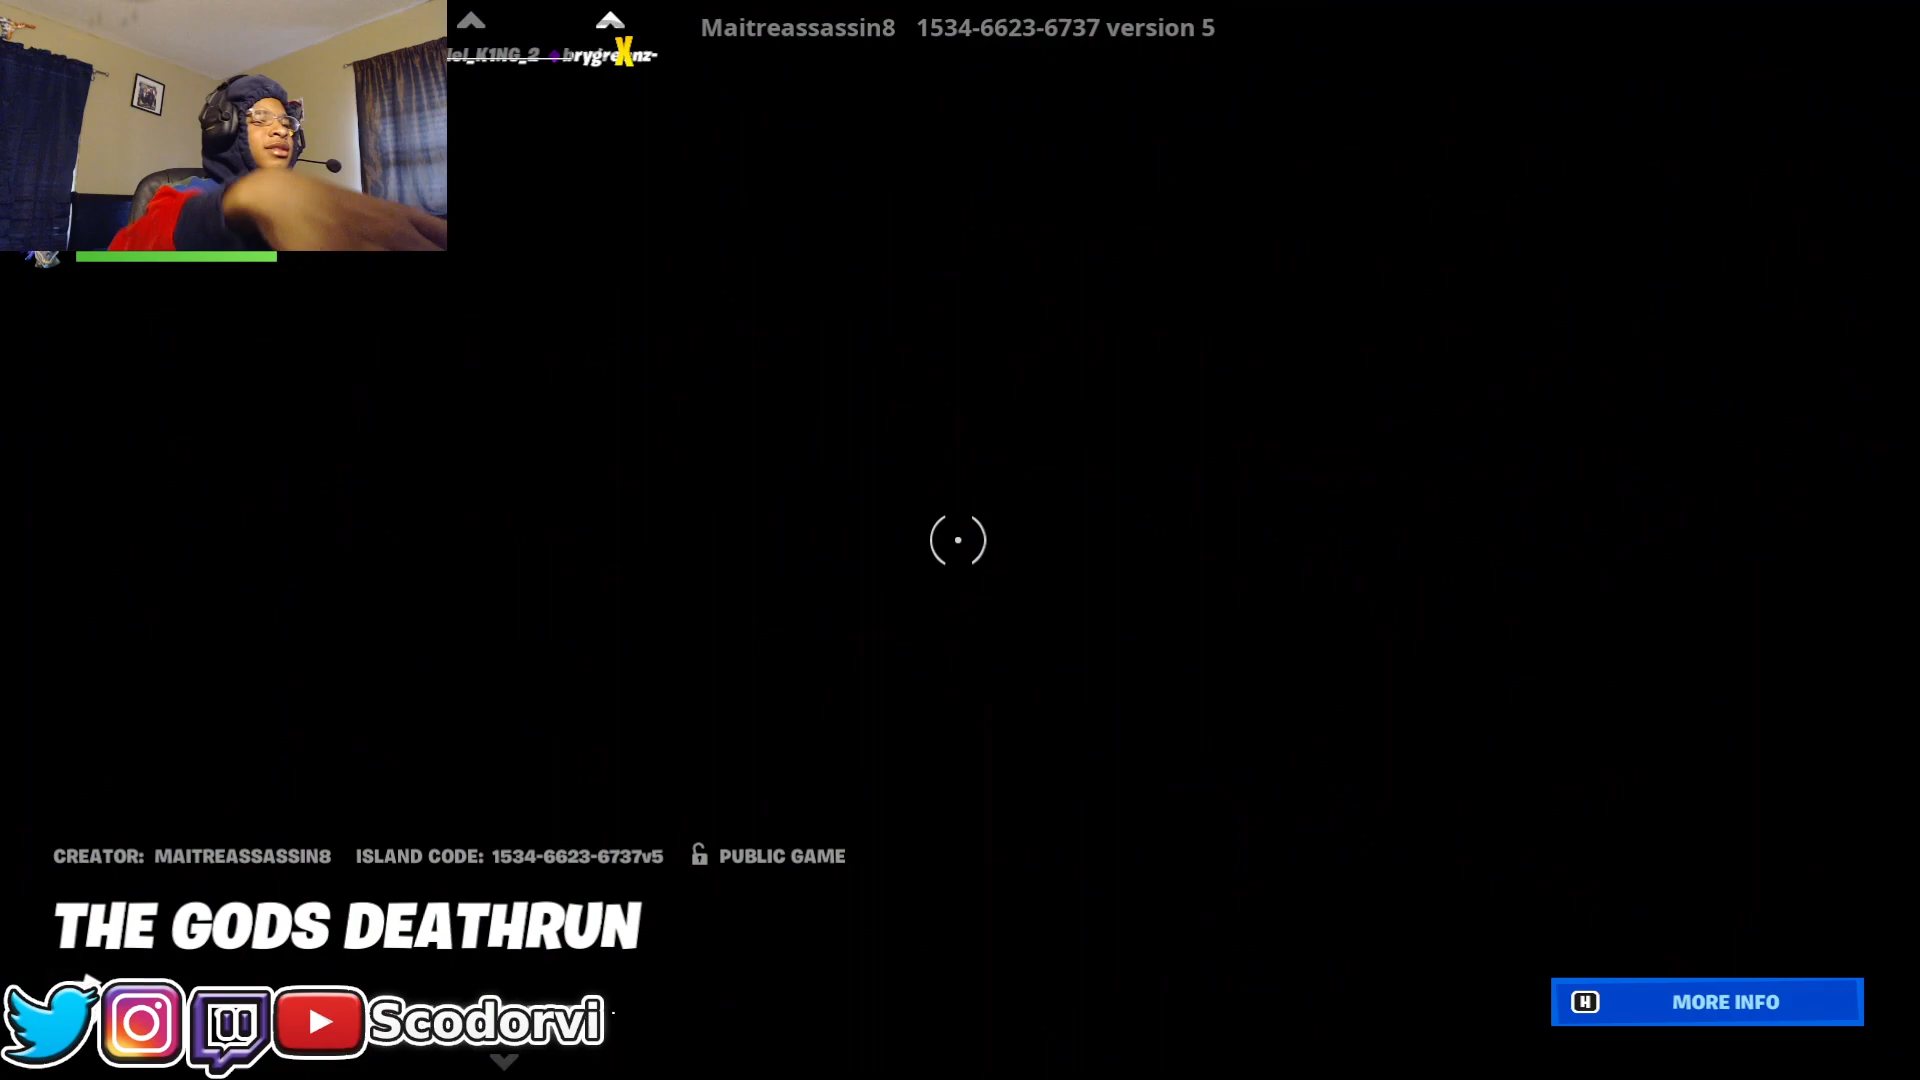 Maitreassassin8 1534-6623-6737 version 5
CREATOR: MAITREASSASSIN8 ISLAND CODE: 1534-6623-6737v5 PUBLIC GAME
THE GODS DEATHRUN
Scodorvi
H MORE INFO